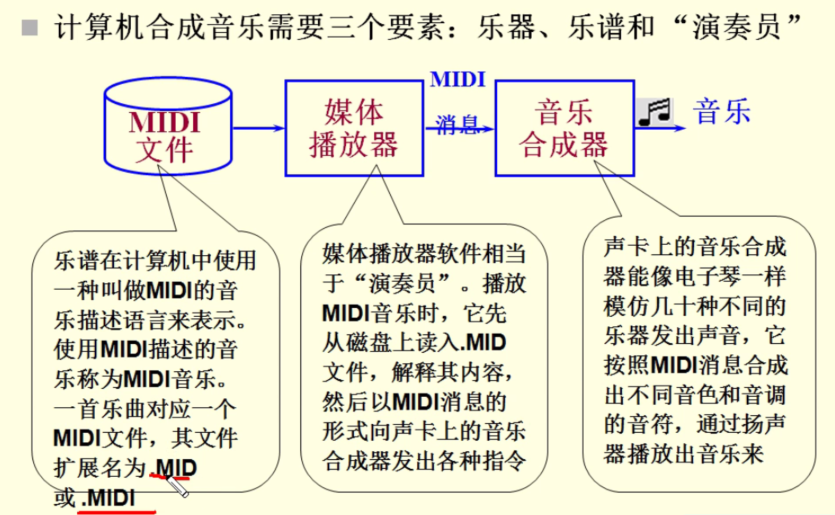 计算机合成音乐需要三个要素：乐器、乐谱和“演奏员”
MIDI
文件
媒体
播放器
MIDI
消息
音乐
合成器
音乐
乐谱在计算机中使用
一种叫做MIDI的音
乐描述语言来表示。
使用MIDI描述的音
乐称为MIDI音乐。
一首乐曲对应一个
MIDI文件，其文件
扩展名为.MID
或.MIDI
媒体播放器软件相当
于“演奏员”。播放
MIDI音乐时，它先
从磁盘上读入.MID
文件，解释其内容，
然后以MIDI消息的
形式向声卡上的音乐
合成器发出各种指令
声卡上的音乐合成
器能像电子琴一样
模仿几十种不同的
乐器发出声音，它
按照MIDI消息合成
出不同音色和音调
的音符，通过扬声
器播放出音乐来